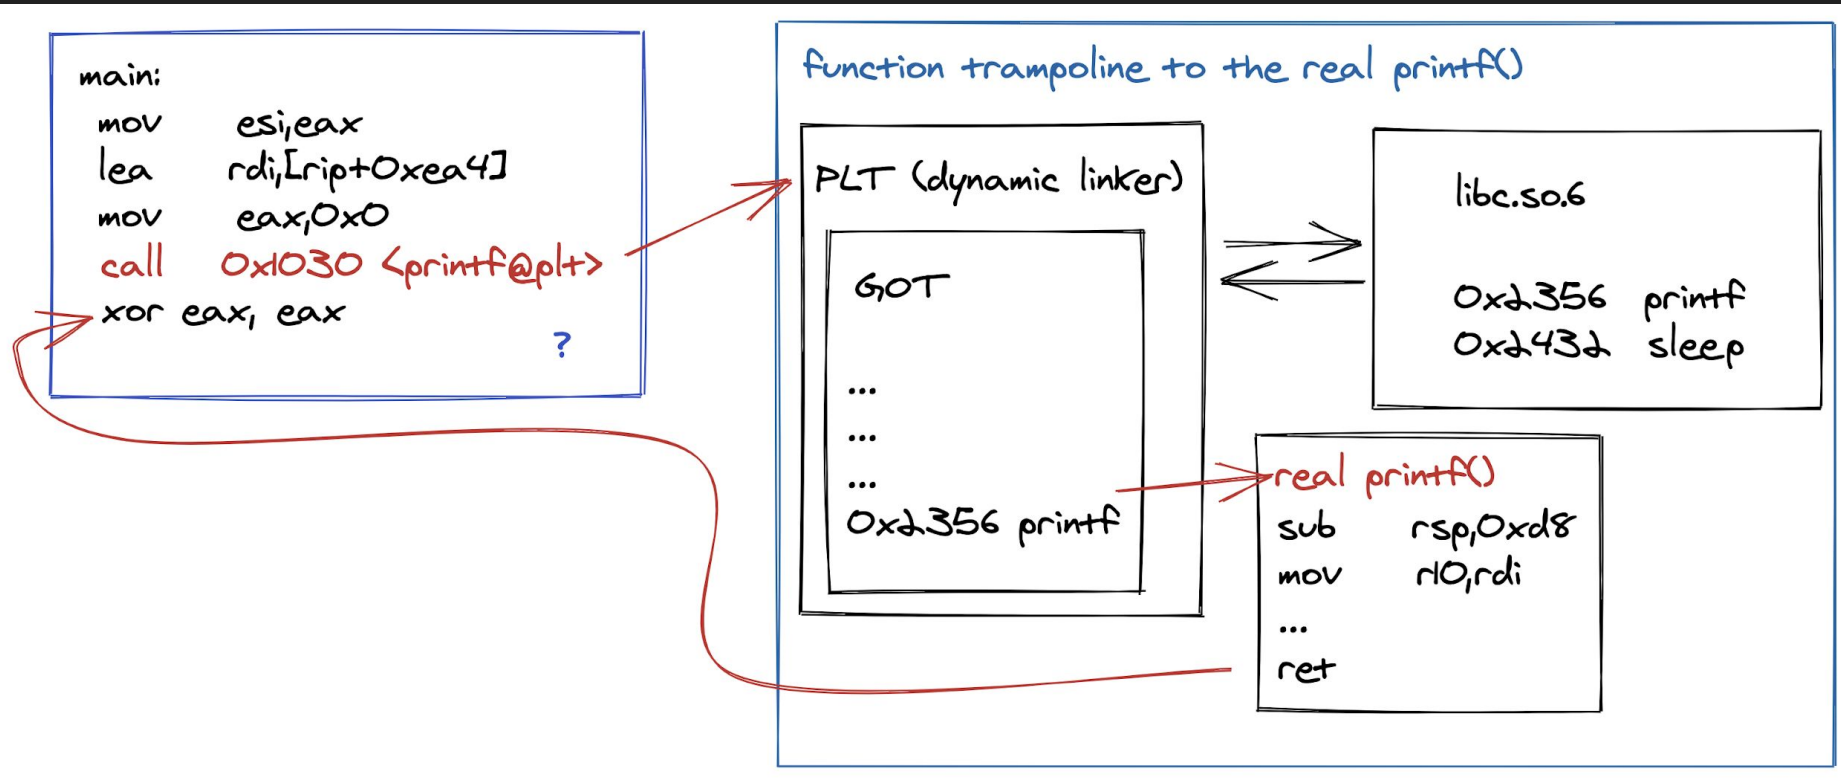 main:
mov esi,eax
lea rdi,[rip+0xea4]
mov eax,0x0
call 0x1030 <printf@plt>
xor eax, eax
?
function trampoline to the real printf()
PLT (dynamic linker)
GOT
...
...
...
0x2356 printf
libc.so.6
0x2356 printf
0x2432 sleep
real printf()
sub rsp,0xd8
mov r10,rdi
...
ret